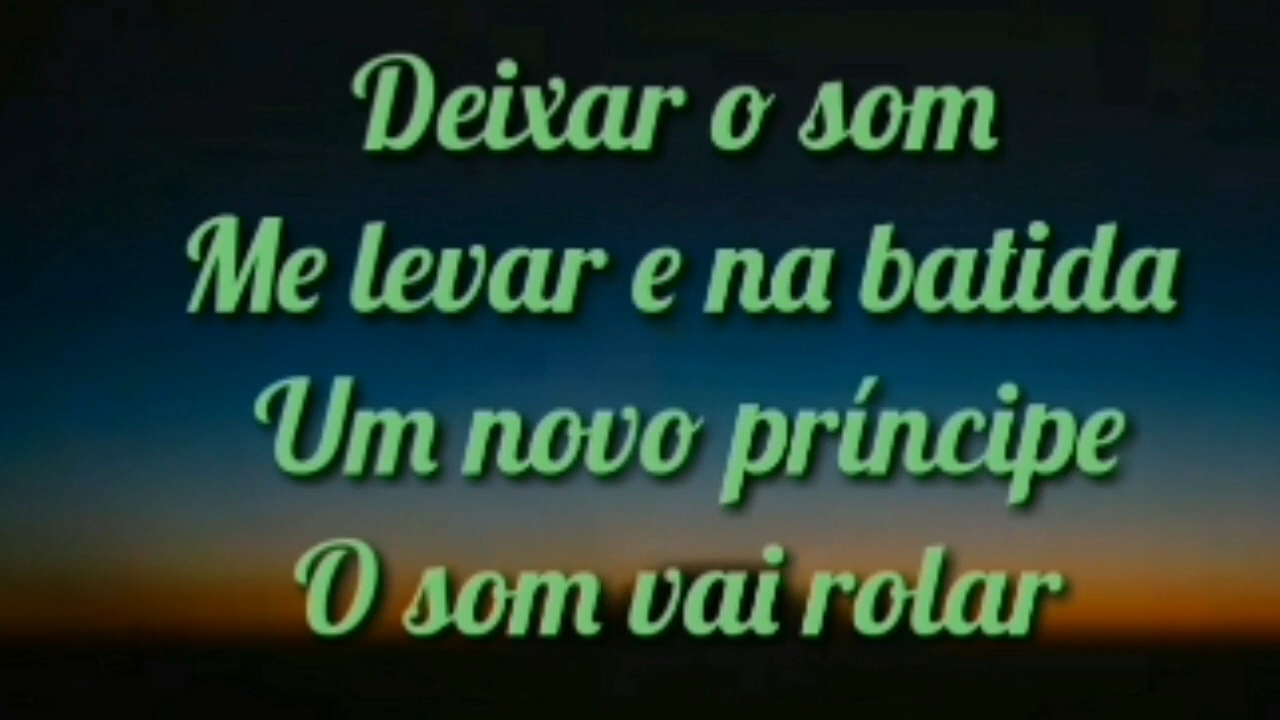 Deixar o som
Me levar e na batida
Um novo príncipe
O som vai rolar